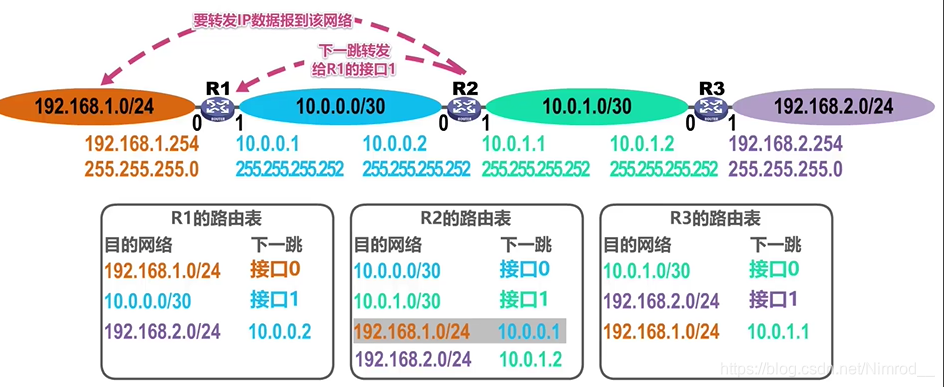 要转发IP数据报到该网络
下一跳转发
给R1的接口1
R1
R2
R3
192.168.1.0/24
10.0.0.0/30
10.0.1.0/30
192.168.2.0/24
0
1
0
1
0
1
192.168.1.254
10.0.0.1
10.0.0.2
10.0.1.1
10.0.1.2
192.168.2.254
255.255.255.0
255.255.255.252
255.255.255.252
255.255.255.252
255.255.255.252
255.255.255.0
R1的路由表
目的网络 下一跳
192.168.1.0/24 接口0
10.0.0.0/30 接口1
192.168.2.0/24 10.0.0.2
R2的路由表
目的网络 下一跳
10.0.0.0/30 接口0
10.0.1.0/30 接口1
192.168.1.0/24 10.0.0.1
192.168.2.0/24 10.0.1.2
R3的路由表
目的网络 下一跳
10.0.1.0/30 接口0
192.168.2.0/24 接口1
192.168.1.0/24 10.0.1.1
https://blog.csdn.net/Nimrod__